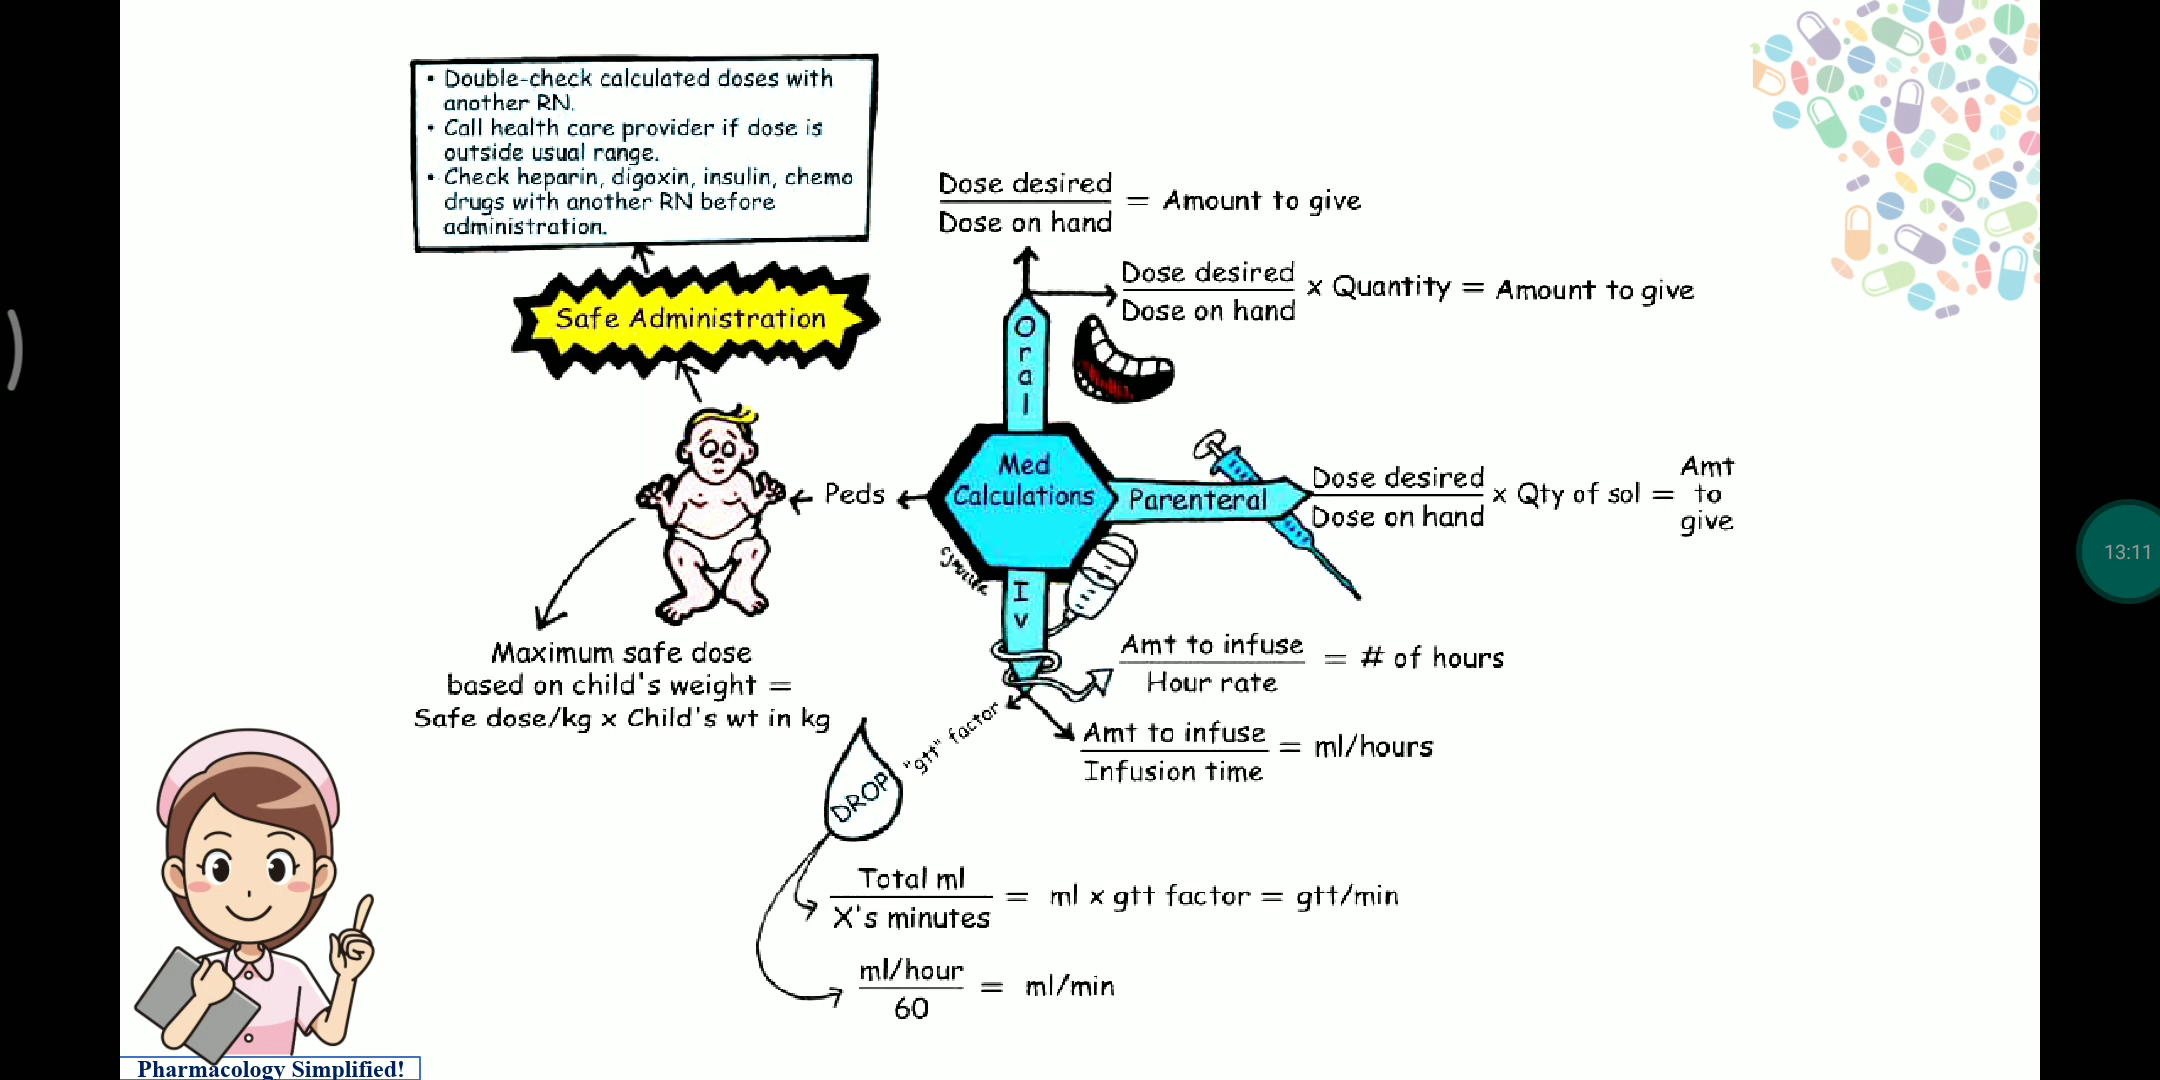 • Double-check calculated doses with
another RN.
• Call health care provider if dose is
outside usual range.
• Check heparin, digoxin, insulin, chemo
drugs with another RN before
administration.
Safe Administration
Dose desired
Dose on hand
= Amount to give
Dose desired
Dose on hand
x Quantity = Amount to give
Oral
Med
Calculations
Peds
Parenteral
Dose desired
Dose on hand
x Qty of sol =
Amt
to
give
IV
Maximum safe dose
based on child's weight =
Safe dose/kg x Child's wt in kg
Amt to infuse
Hour rate
= # of hours
Amt to infuse
Infusion time
= ml/hours
"gtt" factor
DROP
Total ml
X's minutes
= ml x gtt factor = gtt/min
ml/hour
60
= ml/min
13:11
Pharmacology Simplified!